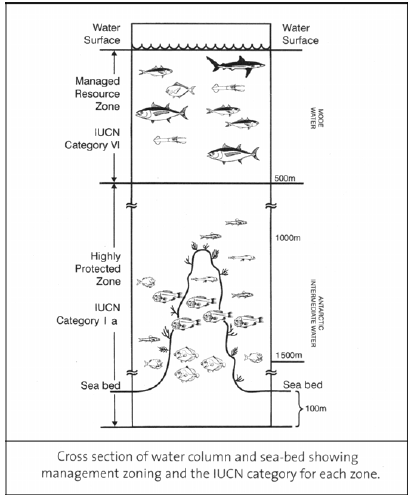 Water
Surface
Water
Surface
Managed
Resource
Zone
IUCN
Category VI
MODE
WATER
500m
1000m
Highly
Protected
Zone
IUCN
Category I a
ANTARCTIC
INTERMEDIATE WATER
1500m
Sea bed
Sea bed
100m
Cross section of water column and sea-bed showing
management zoning and the IUCN category for each zone.